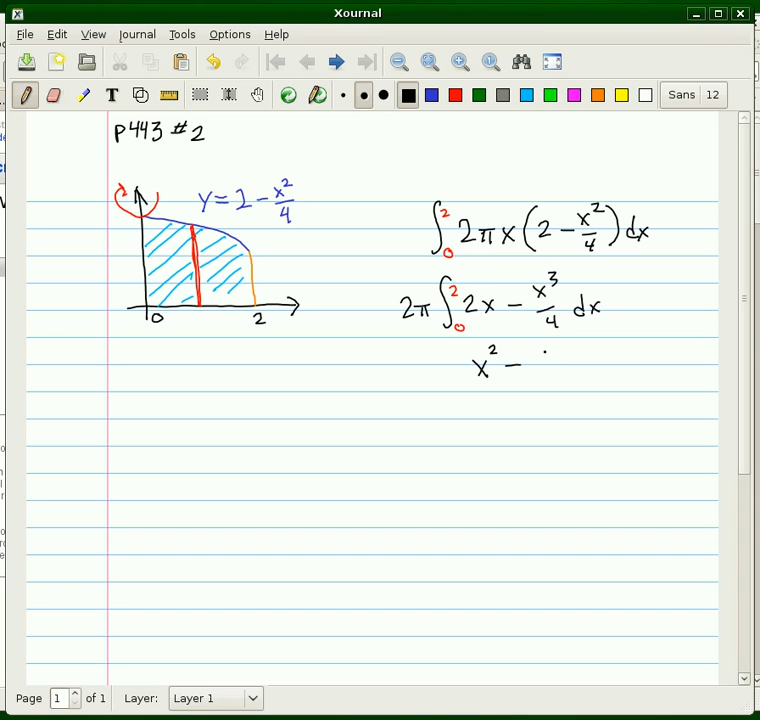 Xournal
File Edit View Journal Tools Options Help
Sans 12
p443 #2
y = 2 - x²/4
0 2
∫₀² 2πx(2 - x²/4)dx
2π ∫₀² 2x - x³/4 dx
x² -
Page 1 of 1 Layer: Layer 1